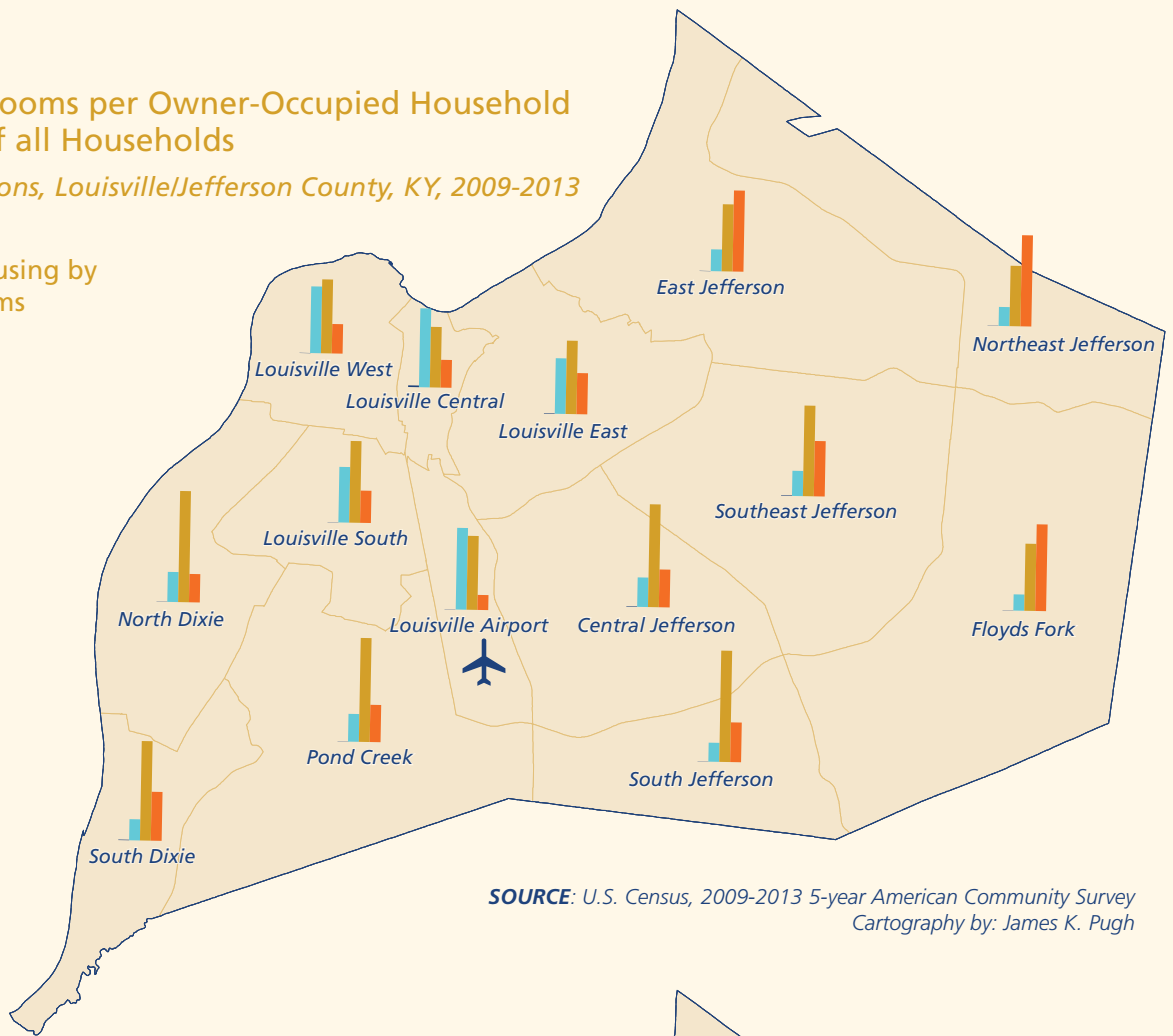 ooms per Owner-Occupied Household
f all Households
ons, Louisville/Jefferson County, KY, 2009-2013
using by
ms
East Jefferson
Northeast Jefferson
Louisville West
Louisville Central
Louisville East
Southeast Jefferson
Louisville South
North Dixie
Louisville Airport
Central Jefferson
Floyds Fork
Pond Creek
South Jefferson
South Dixie
SOURCE: U.S. Census, 2009-2013 5-year American Community Survey
Cartography by: James K. Pugh